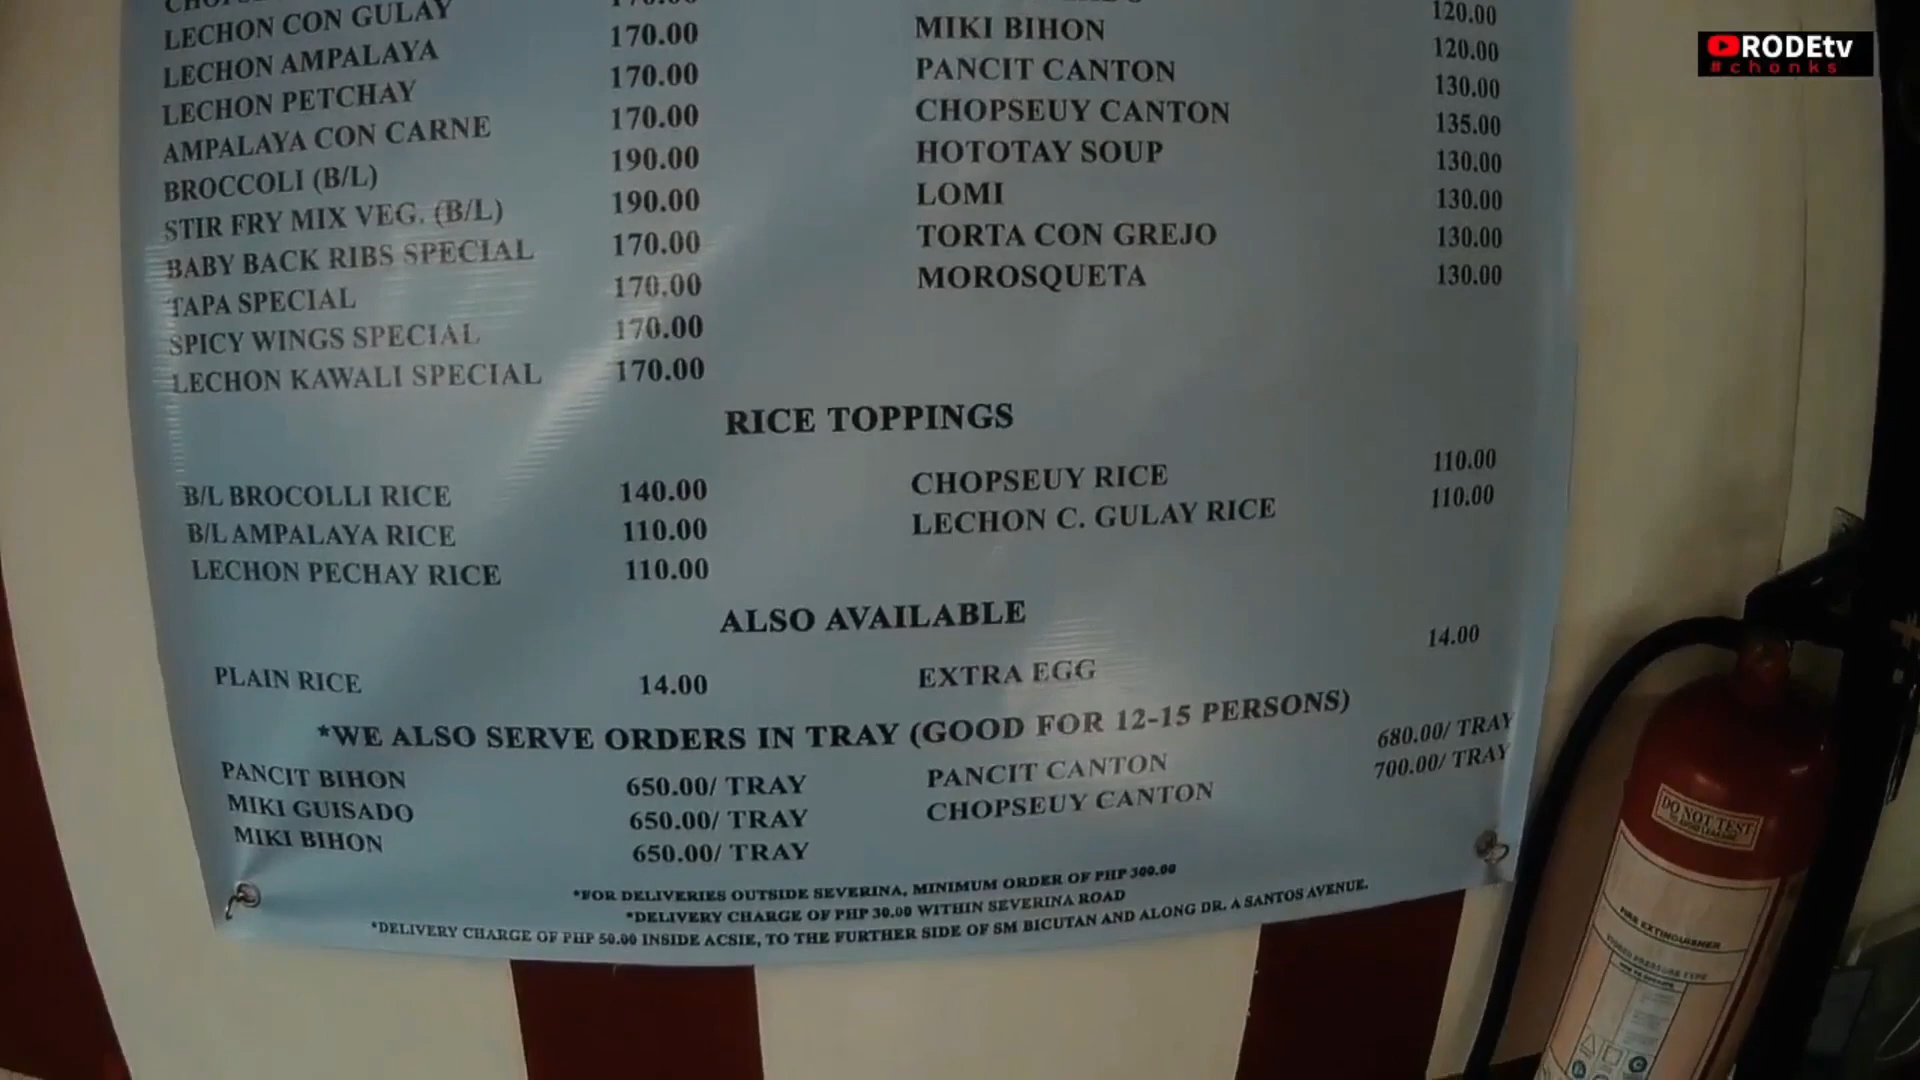 LECHON CON GULAY 170.00
LECHON AMPALAYA 170.00
LECHON PETCHAY 170.00
AMPALAYA CON CARNE 170.00
BROCCOLI (B/L) 190.00
STIR FRY MIX VEG. (B/L) 190.00
BABY BACK RIBS SPECIAL 170.00
TAPA SPECIAL 170.00
SPICY WINGS SPECIAL 170.00
LECHON KAWALI SPECIAL 170.00
120.00
MIKI BIHON 120.00
PANCIT CANTON 130.00
CHOPSEUY CANTON 135.00
HOTOTAY SOUP 130.00
LOMI 130.00
TORTA CON GREJO 130.00
MOROSQUETA 130.00
RICE TOPPINGS
B/L BROCOLLI RICE 140.00
B/L AMPALAYA RICE 110.00
LECHON PECHAY RICE 110.00
CHOPSEUY RICE 110.00
LECHON C. GULAY RICE 110.00
ALSO AVAILABLE
PLAIN RICE 14.00
EXTRA EGG 14.00
*WE ALSO SERVE ORDERS IN TRAY (GOOD FOR 12-15 PERSONS)
PANCIT BIHON 650.00/ TRAY
MIKI GUISADO 650.00/ TRAY
MIKI BIHON 650.00/ TRAY
PANCIT CANTON 680.00/ TRAY
CHOPSEUY CANTON 700.00/ TRAY
*FOR DELIVERIES OUTSIDE SEVERINA, MINIMUM ORDER OF PHP 300.00
*DELIVERY CHARGE OF PHP 30.00 WITHIN SEVERINA ROAD
*DELIVERY CHARGE OF PHP 50.00 INSIDE ACSIE, TO THE FURTHER SIDE OF SM BICUTAN AND ALONG DR. A SANTOS AVENUE.
RODEtv
#chonks
DO NOT TEST
FIRE EXTINGUISHER
STORED PRESSURE TYPE